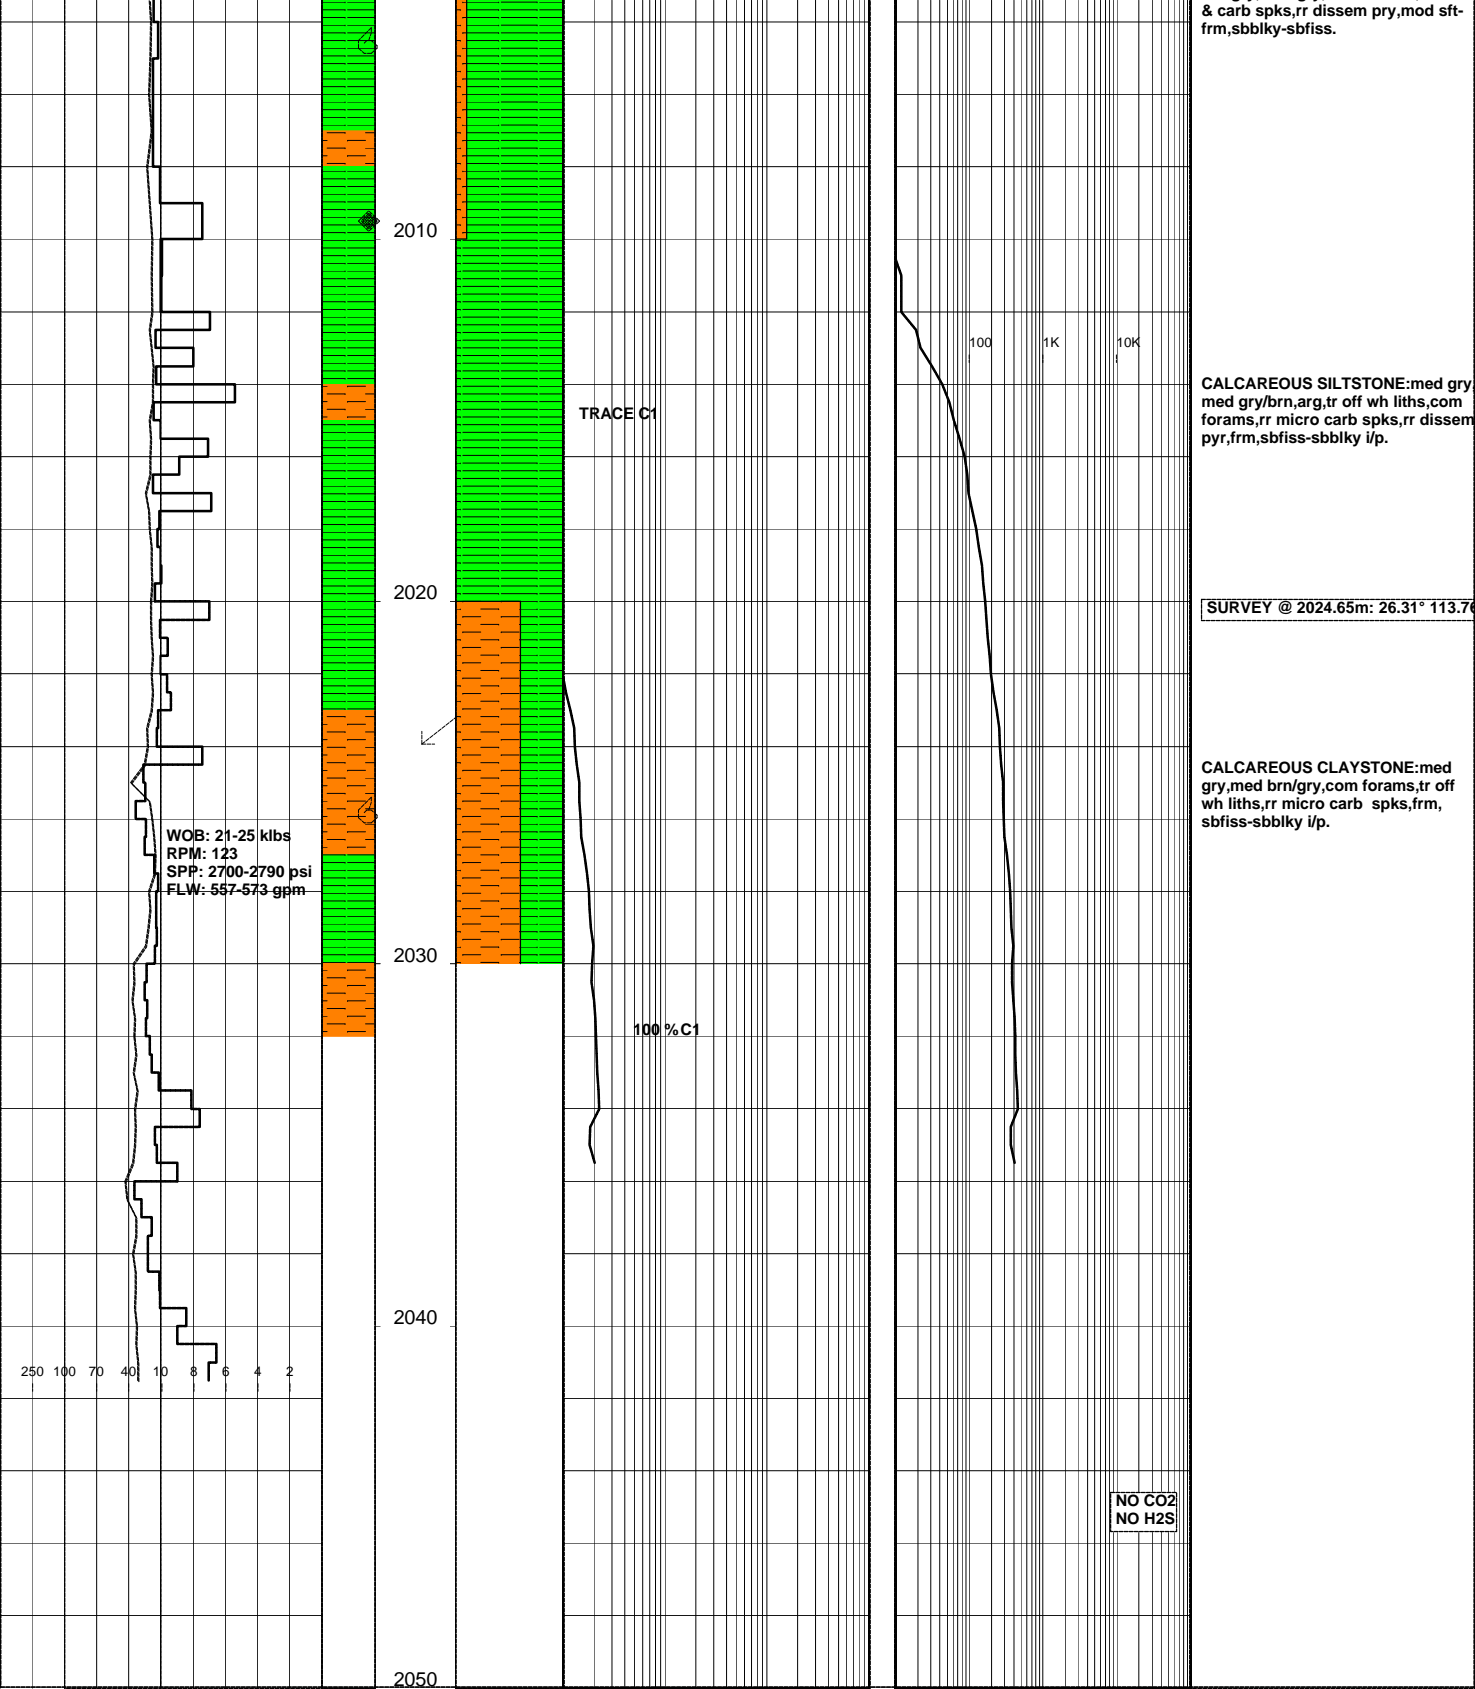 & carb spks,rr dissem pry,mod sft-
frm,sbblky-sbfiss.
2010
100 1K 10K
CALCAREOUS SILTSTONE:med gry,
med gry/brn,arg,tr off wh liths,com
forams,rr micro carb spks,rr dissem
pyr,frm,sbfiss-sbblky i/p.
TRACE C1
2020
SURVEY @ 2024.65m: 26.31° 113.76
CALCAREOUS CLAYSTONE:med
gry,med brn/gry,com forams,tr off
wh liths,rr micro carb spks,frm,
sbfiss-sbblky i/p.
WOB: 21-25 klbs
RPM: 123
SPP: 2700-2790 psi
FLW: 557-573 gpm
2030
100 %C1
2040
250 100 70 40 10 8 6 4 2
NO CO2
NO H2S
2050